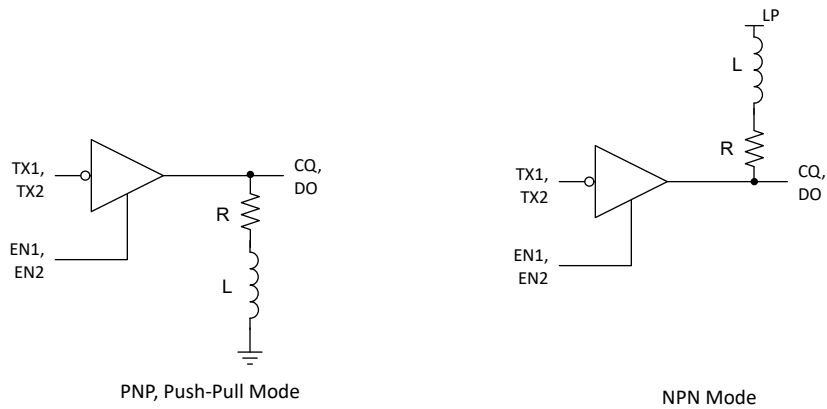 TX1,
TX2
EN1,
EN2
R
L
CQ,
DO
PNP, Push-Pull Mode
LP
L
R
TX1,
TX2
EN1,
EN2
CQ,
DO
NPN Mode